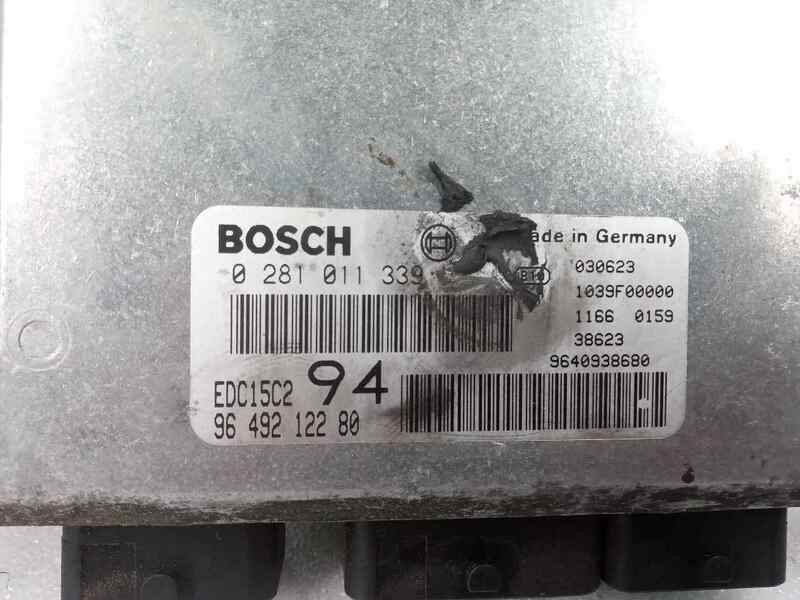 BOSCH
ade in Germany
0 281 011 339
030623
1039F00000
1166 0159
38623
9640938680
EDC15C2 94
96 492 122 80